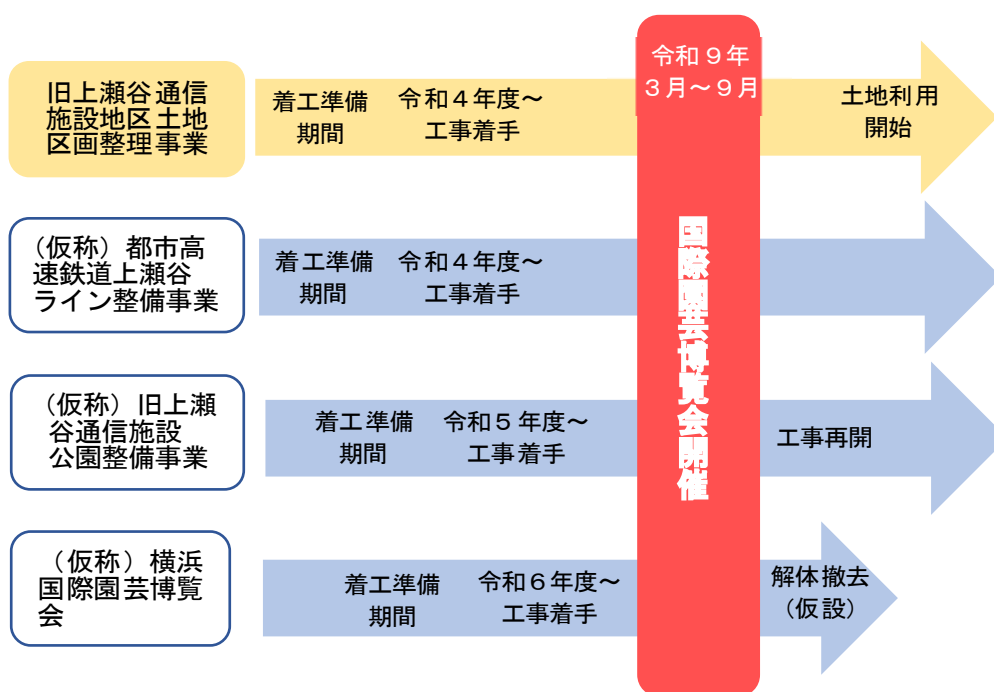 旧上瀬谷通信
施設地区土地
区画整理事業
着工準備
期間
令和４年度～
工事着手
令和９年
３月～９月
土地利用
開始
（仮称）都市高
速鉄道上瀬谷
ライン整備事業
着工準備
期間
令和４年度～
工事着手
国際園芸博覧会開催
（仮称）旧上瀬
谷通信施設
公園整備事業
着工準備
期間
令和５年度～
工事着手
工事再開
（仮称）横浜
国際園芸博覧
会
着工準備
期間
令和６年度～
工事着手
解体撤去
（仮設）